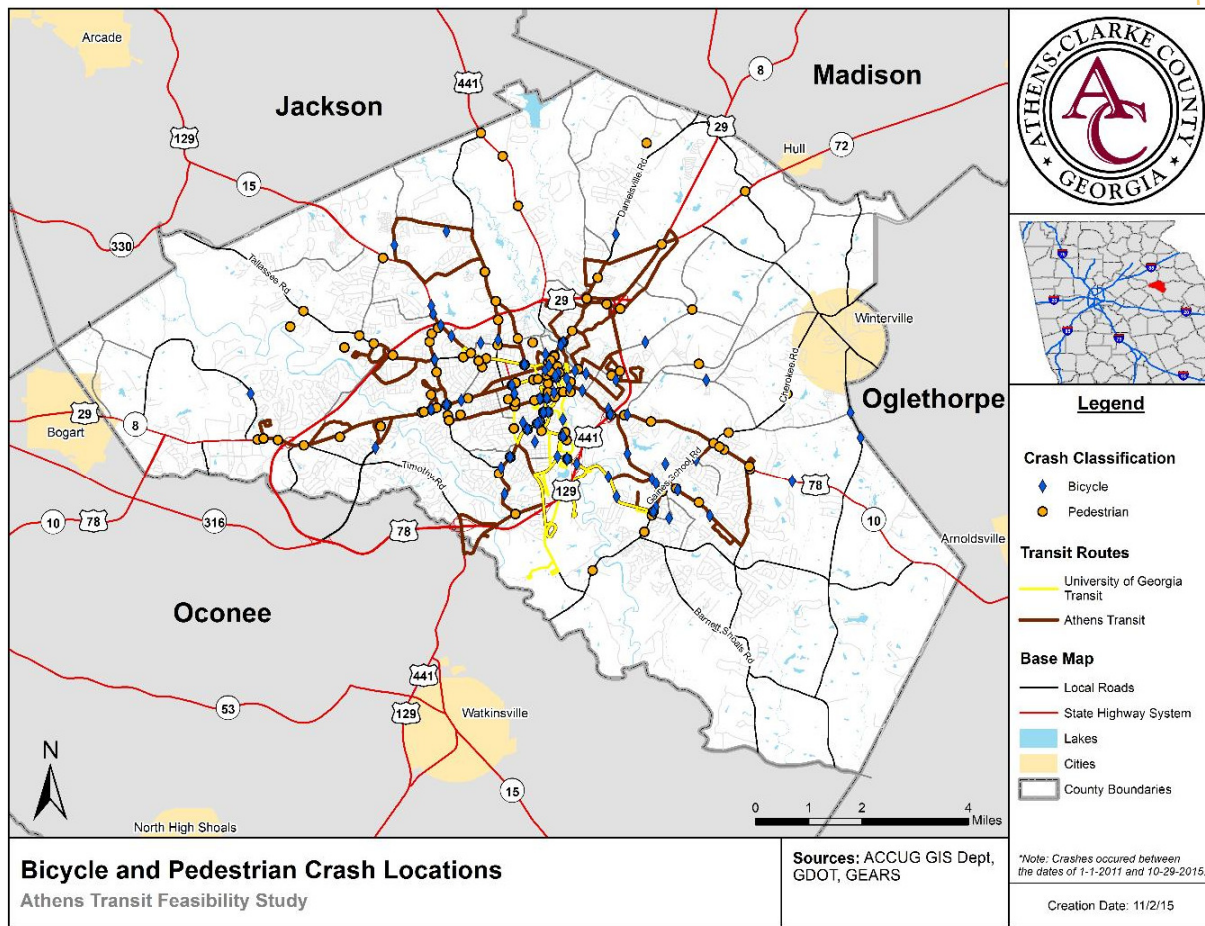 Arcade
Jackson
Madison
Hull
441
8
29
72
129
15
330
Danielsville Rd
Tallassee Rd
29
Winterville
Cherokee Rd
Oglethorpe
29
8
Bogart
441
Gaines School Rd
Timothy Rd
129
78
10
Arnoldsville
10
78
316
78
Oconee
Barnett Shoals Rd
441
129
53
Watkinsville
15
North High Shoals
N
0 1 2 4
Miles
ATHENS-CLARKE COUNTY
AC
GEORGIA
Legend
Crash Classification
Bicycle
Pedestrian
Transit Routes
University of Georgia
Transit
Athens Transit
Base Map
Local Roads
State Highway System
Lakes
Cities
County Boundaries
*Note: Crashes occured between
the dates of 1-1-2011 and 10-29-2015.
Creation Date: 11/2/15
Bicycle and Pedestrian Crash Locations
Athens Transit Feasibility Study
Sources: ACCUG GIS Dept,
GDOT, GEARS